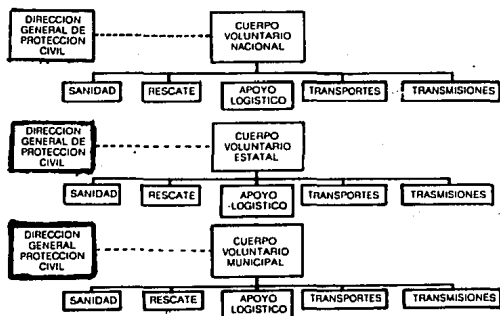 DIRECCION
GENERAL DE
PROTECCION
CIVIL
CUERPO
VOLUNTARIO
NACIONAL
SANIDAD
RESCATE
APOYO
LOGISTICO
TRANSPORTES
TRANSMISIONES
DIRECCION
GENERAL DE
PROTECCION
CIVIL
CUERPO
VOLUNTARIO
ESTATAL
SANIDAD
RESCATE
APOYO
LOGISTICO
TRANSPORTES
TRASMISIONES
DIRECCION
GENERAL
PROTECCION
CIVIL
CUERPO
VOLUNTARIO
MUNICIPAL
SANIDAD
RESCATE
APOYO
LOGISTICO
TRANSPORTES
TRANSMISIONES